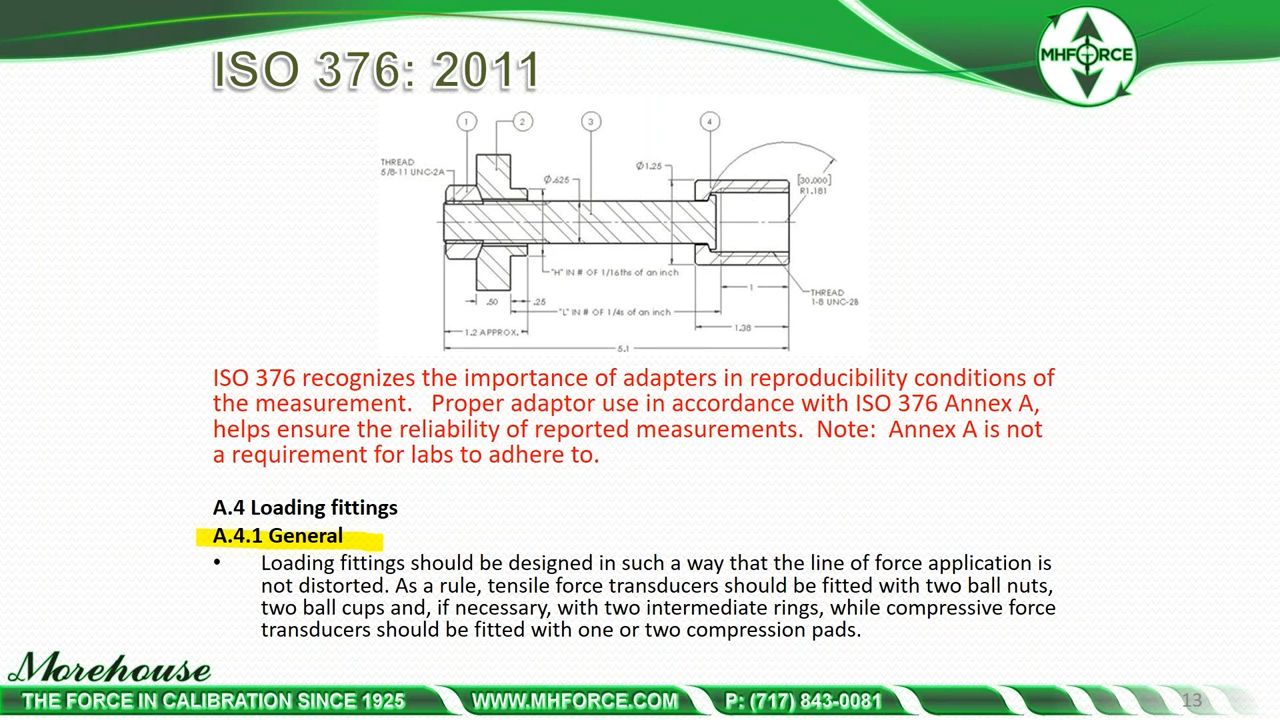 ISO 376: 2011
MHFORCE
1
2
3
4
THREAD
5/8-11 UNC-2A
Ø.625
Ø1.25
[30.000]
R1.181
"H" IN # OF 1/16ths of an inch
.50
.25
"L" IN # OF 1/4s of an inch
1
THREAD
1-8 UNC-2B
1.2 APPROX.
1.38
5.1
ISO 376 recognizes the importance of adapters in reproducibility conditions of
the measurement. Proper adaptor use in accordance with ISO 376 Annex A,
helps ensure the reliability of reported measurements. Note: Annex A is not
a requirement for labs to adhere to.
A.4 Loading fittings
A.4.1 General
• Loading fittings should be designed in such a way that the line of force application is
not distorted. As a rule, tensile force transducers should be fitted with two ball nuts,
two ball cups and, if necessary, with two intermediate rings, while compressive force
transducers should be fitted with one or two compression pads.
Morehouse
THE FORCE IN CALIBRATION SINCE 1925
WWW.MHFORCE.COM
P: (717) 843-0081
13